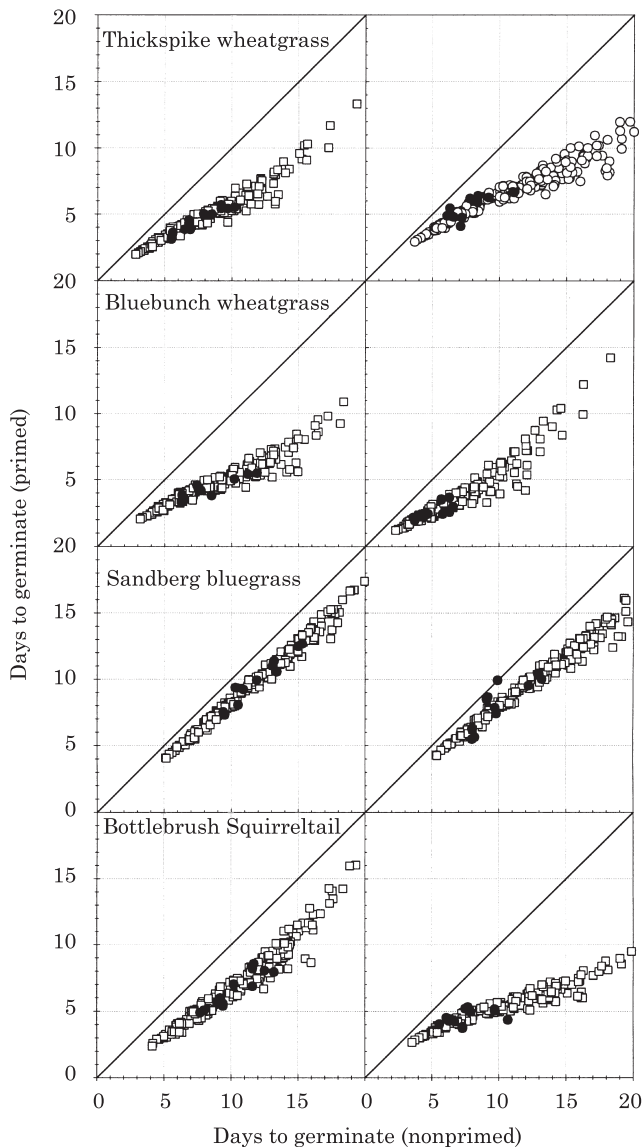 20
Thickspike wheatgrass
15
10
5
20
Bluebunch wheatgrass
15
10
5
20
Sandberg bluegrass
15
10
5
0
Bottlebrush Squirreltail
15
10
5
0
0 5 10 15 5 10 15 20
Days to germinate (primed)
Days to germinate (nonprimed)